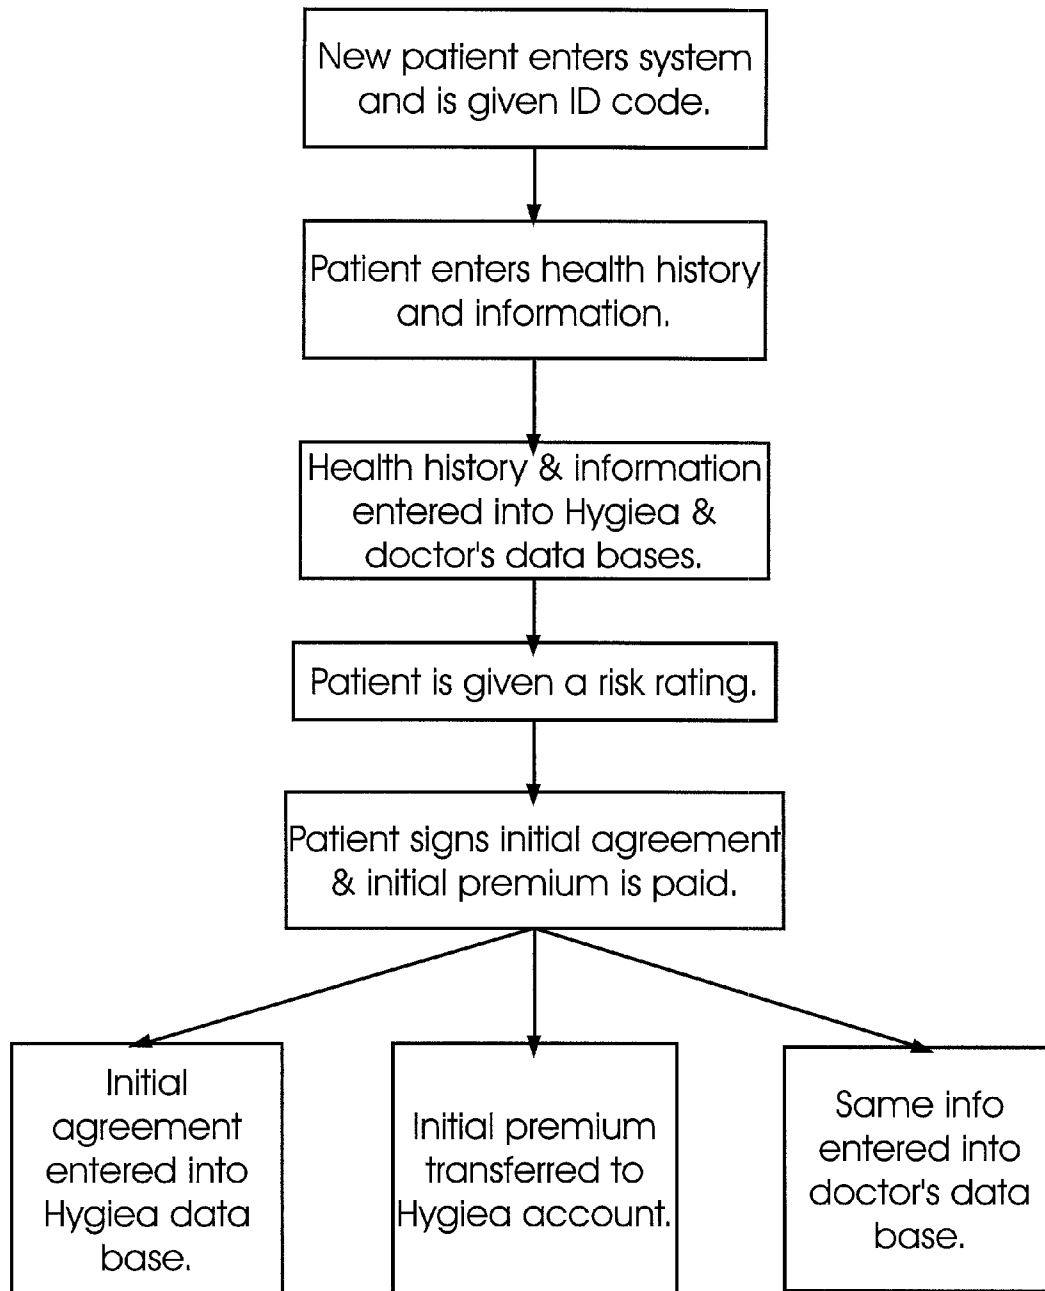 New patient enters system
and is given ID code.
Patient enters health history
and information.
Health history & information
entered into Hygiea &
doctor's data bases.
Patient is given a risk rating.
Patient signs initial agreement
& initial premium is paid.
Initial
agreement
entered into
Hygiea data
base.
Initial premium
transferred to
Hygiea account.
Same info
entered into
doctor's data
base.